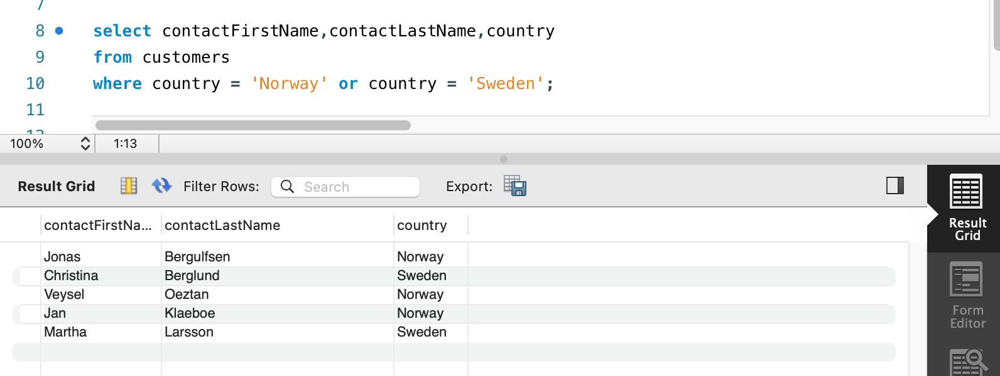 7
8 select contactFirstName,contactLastName,country
9 from customers
10 where country = 'Norway' or country = 'Sweden';
11
12
100% 1:13
Result Grid Filter Rows: Search Export:
contactFirstNa... contactLastName country
Jonas Bergulfsen Norway
Christina Berglund Sweden
Veysel Oeztan Norway
Jan Klaeboe Norway
Martha Larsson Sweden
Result
Grid
Form
Editor